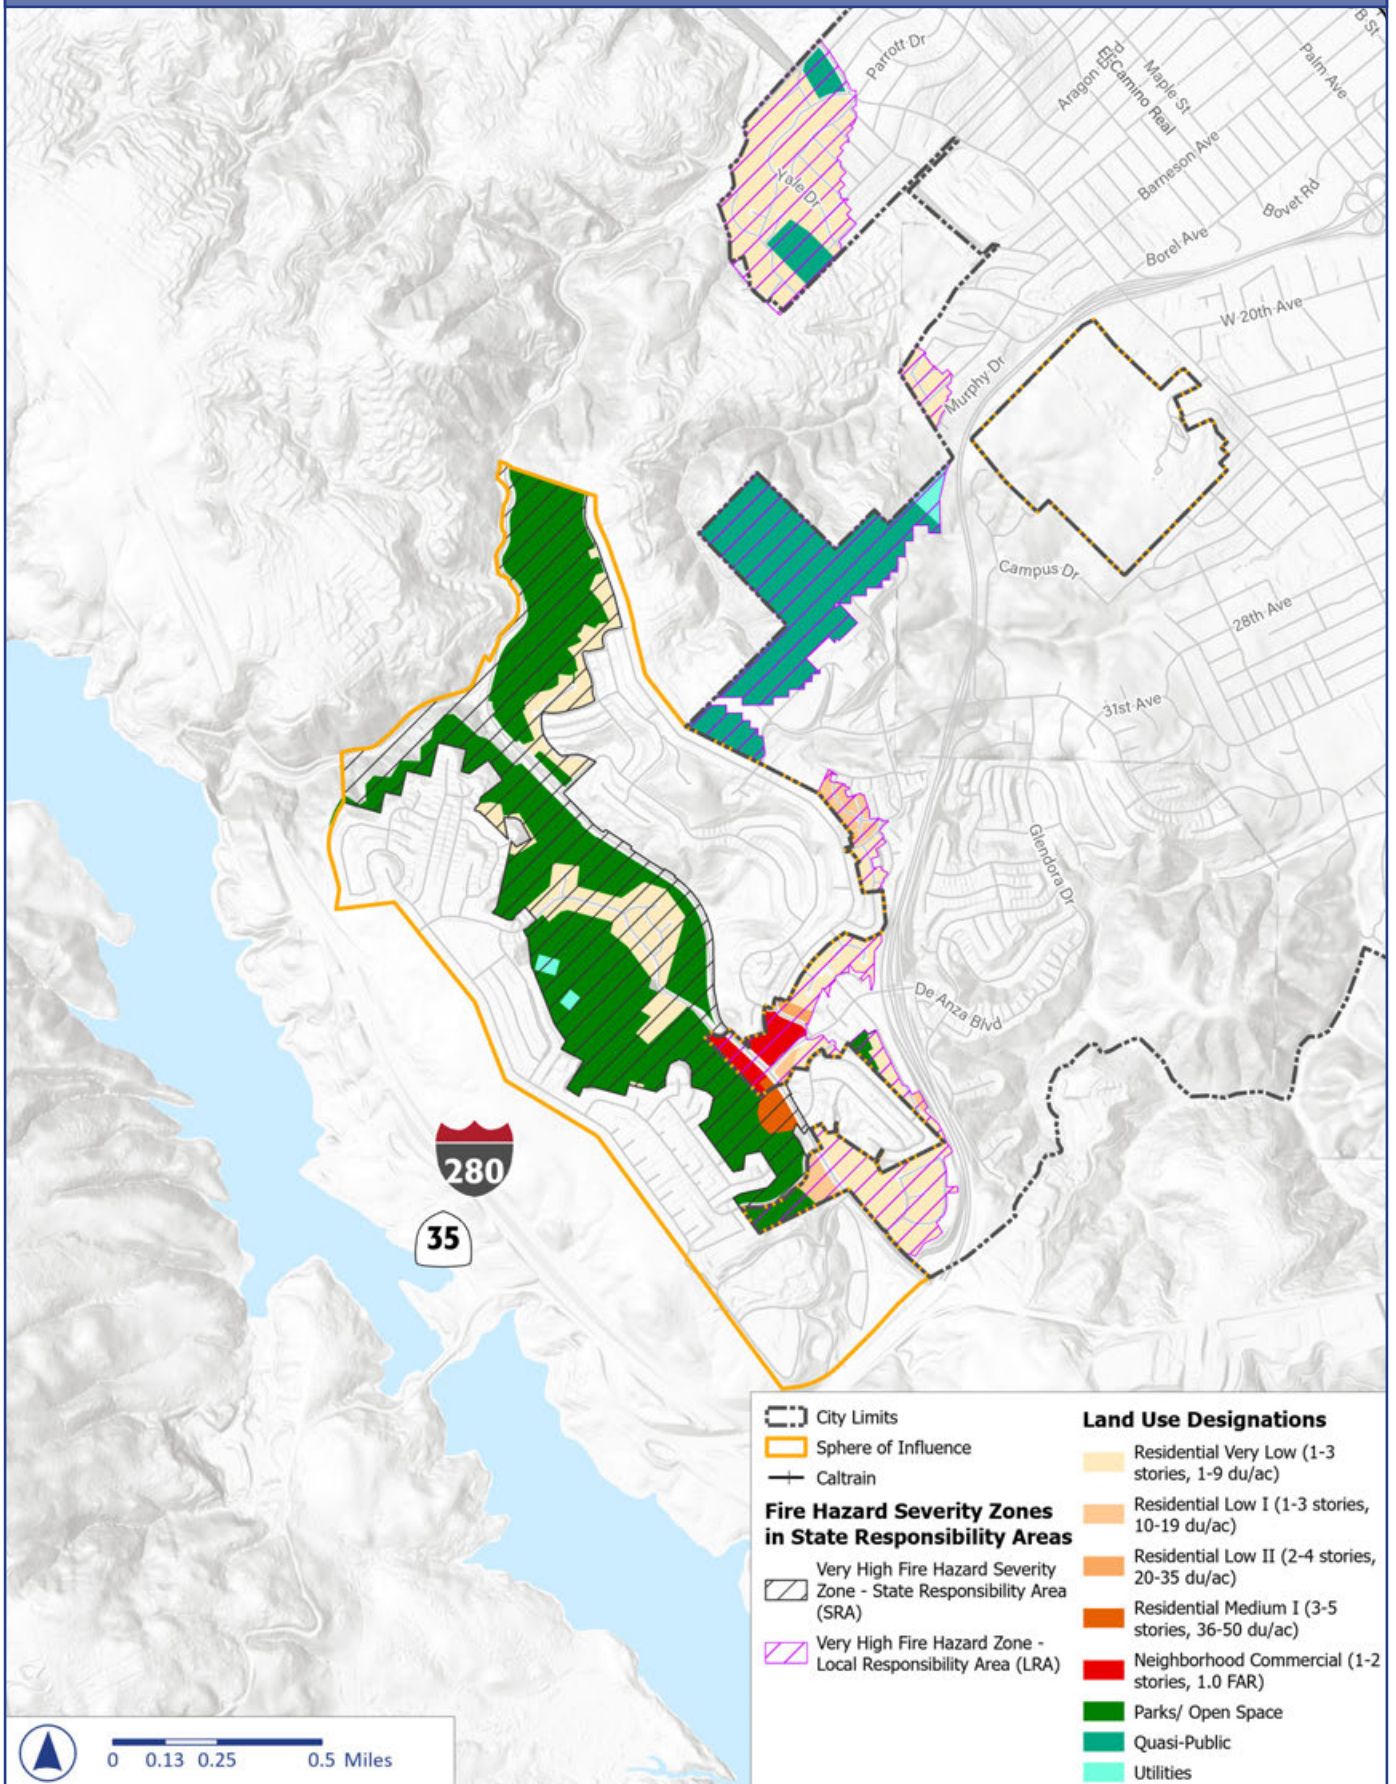 B St
Parrott Dr
Aragon Blvd
El Camino Real
Maple St
Palm Ave
Barneson Ave
Yale Dr
Bovet Rd
Borel Ave
W 20th Ave
Murphy Dr
Campus Dr
28th Ave
31st Ave
Glendora Dr
De Anza Blvd
280
35
City Limits
Sphere of Influence
Caltrain
Fire Hazard Severity Zones
in State Responsibility Areas
Very High Fire Hazard Severity
Zone - State Responsibility Area
(SRA)
Very High Fire Hazard Zone -
Local Responsibility Area (LRA)
Land Use Designations
Residential Very Low (1-3
stories, 1-9 du/ac)
Residential Low I (1-3 stories,
10-19 du/ac)
Residential Low II (2-4 stories,
20-35 du/ac)
Residential Medium I (3-5
stories, 36-50 du/ac)
Neighborhood Commercial (1-2
stories, 1.0 FAR)
Parks/ Open Space
Quasi-Public
Utilities
0 0.13 0.25 0.5 Miles